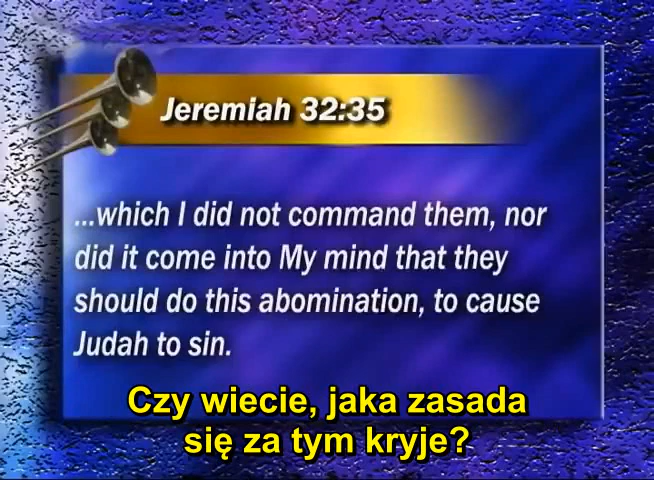 Jeremiah 32:35
...which I did not command them, nor
did it come into My mind that they
should do this abomination, to cause
Judah to sin.
Czy wiecie, jaka zasada
się za tym kryje?